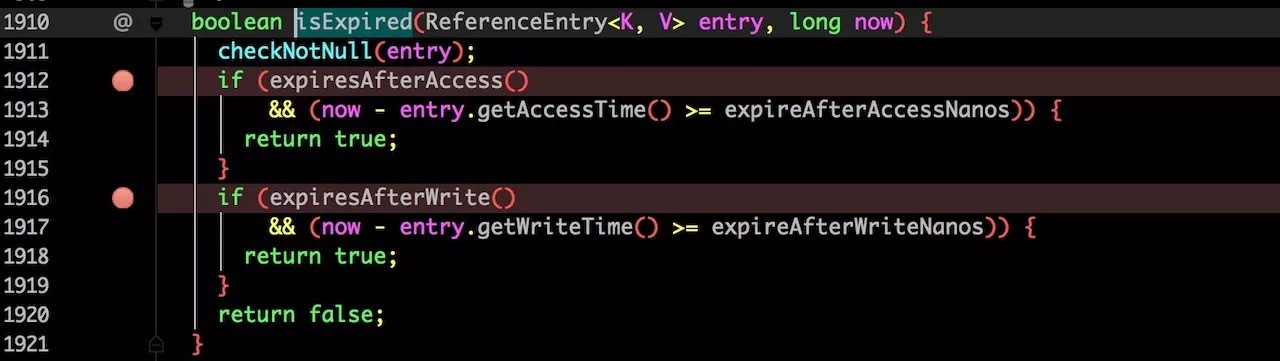 1910 @ boolean isExpired(ReferenceEntry<K, V> entry, long now) {
1911 checkNotNull(entry);
1912 if (expiresAfterAccess()
1913 && (now - entry.getAccessTime() >= expireAfterAccessNanos)) {
1914 return true;
1915 }
1916 if (expiresAfterWrite()
1917 && (now - entry.getWriteTime() >= expireAfterWriteNanos)) {
1918 return true;
1919 }
1920 return false;
1921 }